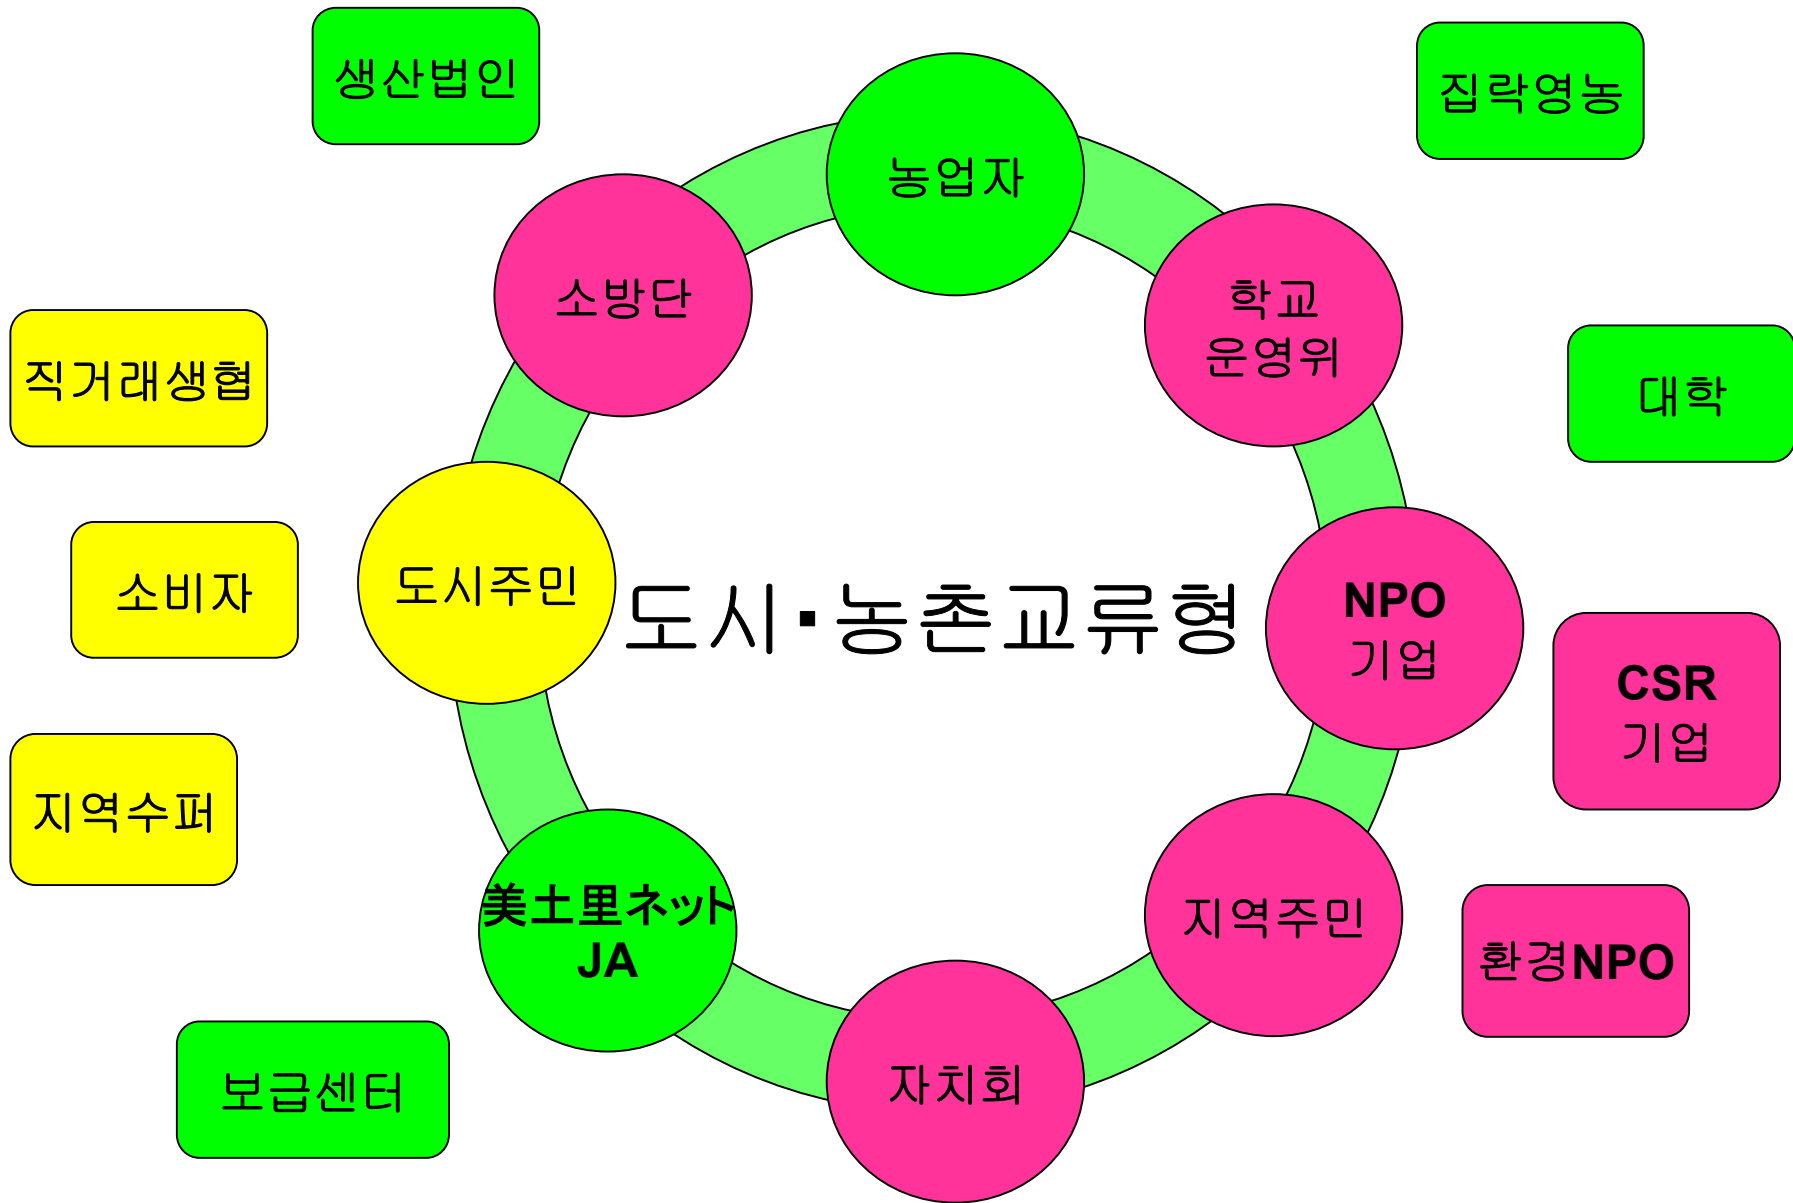 생산법인
집락영농
농업자
소방단
학교
운영위
직거래생협
대학
도시주민
소비자
도시▪농촌교류형
NPO
기업
CSR
기업
지역수퍼
美土里ネット
JA
지역주민
환경NPO
자치회
보급센터